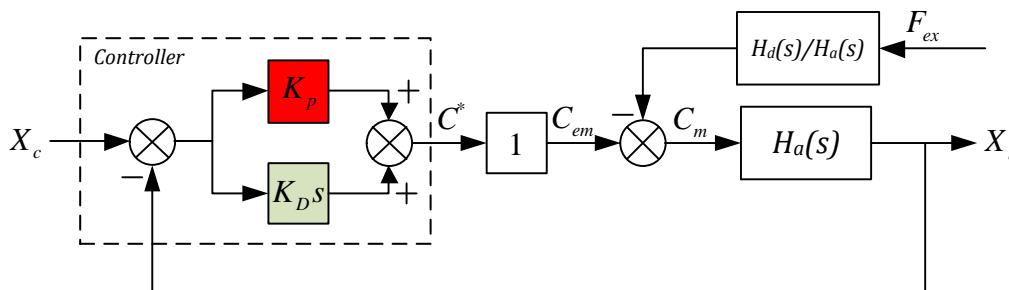 Controller
X_c
−
K_p
K_D s
+
+
C^*
1
C_em
−
C_m
H_d(s)/H_a(s)
F_ex
H_a(s)
X